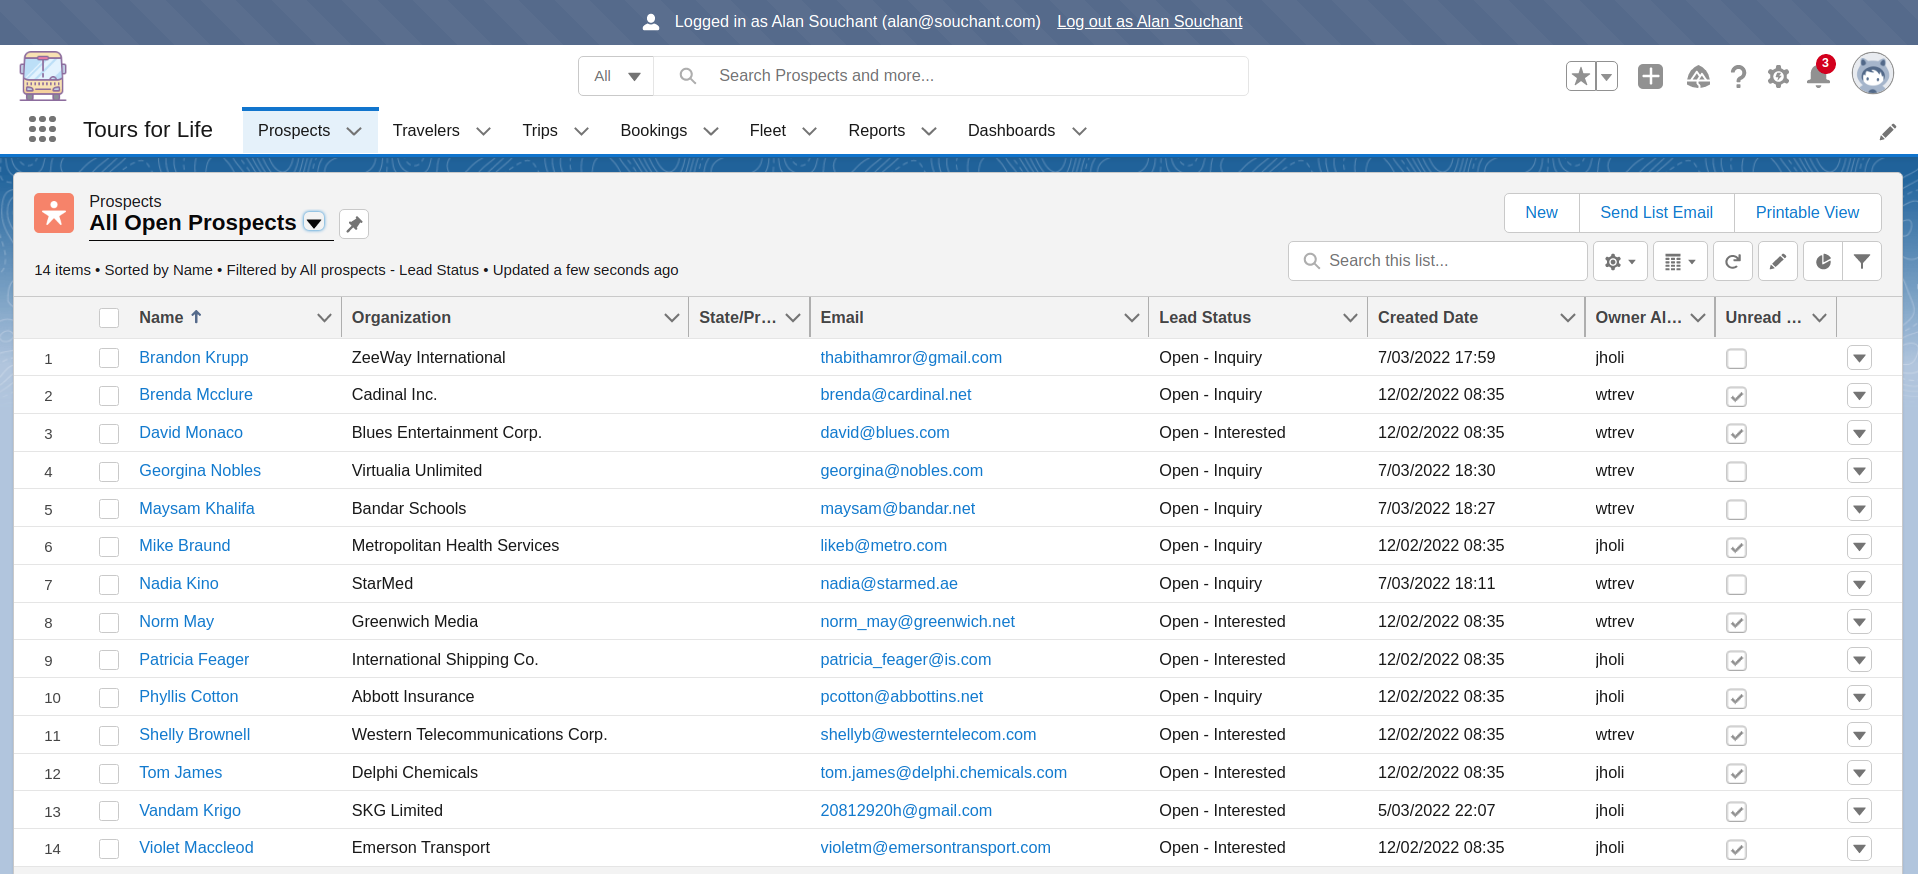 Logged in as Alan Souchant (alan@souchant.com) Log out as Alan Souchant
All Search Prospects and more... 3
Tours for Life Prospects Travelers Trips Bookings Fleet Reports Dashboards
Prospects
All Open Prospects
New Send List Email Printable View
14 items • Sorted by Name • Filtered by All prospects - Lead Status • Updated a few seconds ago
Search this list...
Name Organization State/Pr... Email Lead Status Created Date Owner Al... Unread ...
1 Brandon Krupp ZeeWay International thabithamror@gmail.com Open - Inquiry 7/03/2022 17:59 jholi
2 Brenda Mcclure Cadinal Inc. brenda@cardinal.net Open - Inquiry 12/02/2022 08:35 wtrev
3 David Monaco Blues Entertainment Corp. david@blues.com Open - Interested 12/02/2022 08:35 wtrev
4 Georgina Nobles Virtualia Unlimited georgina@nobles.com Open - Inquiry 7/03/2022 18:30 wtrev
5 Maysam Khalifa Bandar Schools maysam@bandar.net Open - Inquiry 7/03/2022 18:27 wtrev
6 Mike Braund Metropolitan Health Services likeb@metro.com Open - Inquiry 12/02/2022 08:35 jholi
7 Nadia Kino StarMed nadia@starmed.ae Open - Inquiry 7/03/2022 18:11 wtrev
8 Norm May Greenwich Media norm_may@greenwich.net Open - Interested 12/02/2022 08:35 wtrev
9 Patricia Feager International Shipping Co. patricia_feager@is.com Open - Interested 12/02/2022 08:35 jholi
10 Phyllis Cotton Abbott Insurance pcotton@abbottins.net Open - Inquiry 12/02/2022 08:35 jholi
11 Shelly Brownell Western Telecommunications Corp. shellyb@westerntelecom.com Open - Interested 12/02/2022 08:35 wtrev
12 Tom James Delphi Chemicals tom.james@delphi.chemicals.com Open - Interested 12/02/2022 08:35 jholi
13 Vandam Krigo SKG Limited 20812920h@gmail.com Open - Interested 5/03/2022 22:07 jholi
14 Violet Maccleod Emerson Transport violetm@emersontransport.com Open - Interested 12/02/2022 08:35 jholi